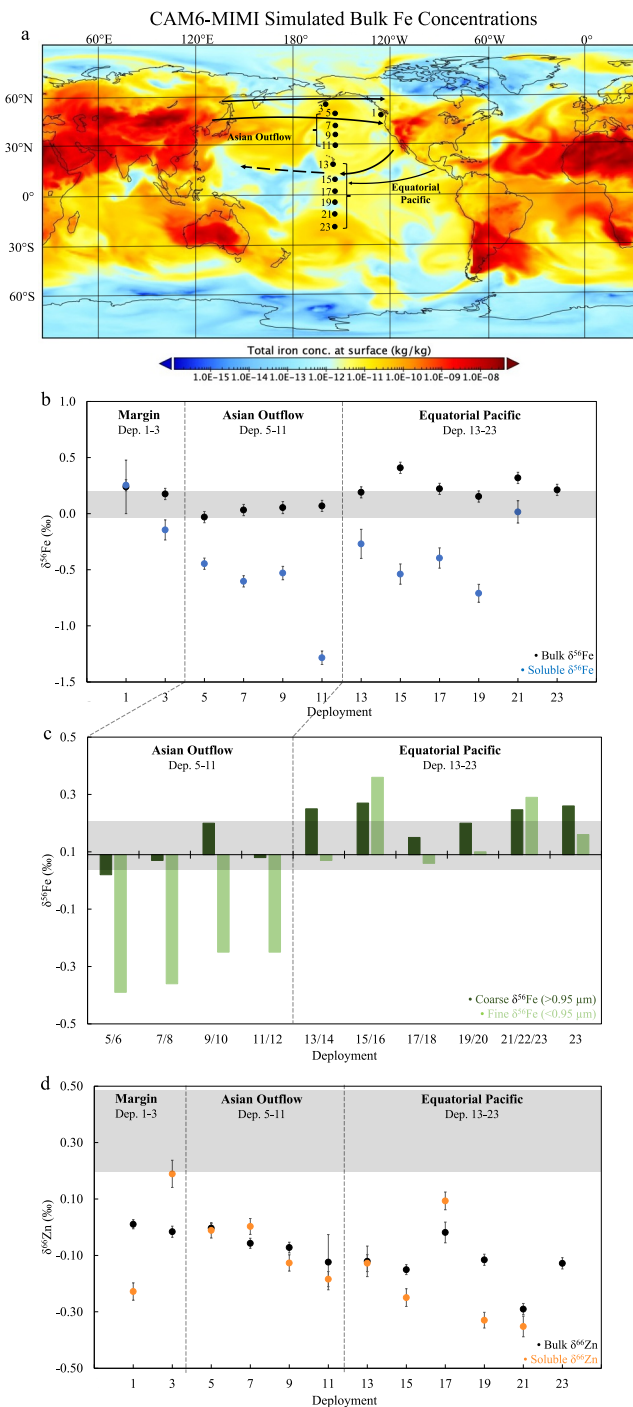 CAM6-MIMI Simulated Bulk Fe Concentrations
a
60°E 120°E 180° 120°W 60°W 0°
60°N
30°N
0°
30°S
60°S
3
5
1
7
Asian Outflow
9
11
13
15
Equatorial
Pacific
17
19
21
23
Total iron conc. at surface (kg/kg)
1.0E-15 1.0E-14 1.0E-13 1.0E-12 1.0E-11 1.0E-10 1.0E-09 1.0E-08
b
Margin
Dep. 1-3
Asian Outflow
Dep. 5-11
Equatorial Pacific
Dep. 13-23
1.0
0.5
0.0
-0.5
-1.0
-1.5
δ⁵⁶Fe (‰)
• Bulk δ⁵⁶Fe
• Soluble δ⁵⁶Fe
1 3 5 7 9 11 13 15 17 19 21 23
Deployment
c
Asian Outflow
Dep. 5-11
Equatorial Pacific
Dep. 13-23
0.5
0.3
0.1
-0.1
-0.3
-0.5
δ⁵⁶Fe (‰)
• Coarse δ⁵⁶Fe (>0.95 µm)
• Fine δ⁵⁶Fe (<0.95 µm)
5/6 7/8 9/10 11/12 13/14 15/16 17/18 19/20 21/22/23 23
Deployment
d
Margin
Dep. 1-3
Asian Outflow
Dep. 5-11
Equatorial Pacific
Dep. 13-23
0.50
0.30
0.10
-0.10
-0.30
-0.50
δ⁶⁶Zn (‰)
• Bulk δ⁶⁶Zn
• Soluble δ⁶⁶Zn
1 3 5 7 9 11 13 15 17 19 21 23
Deployment